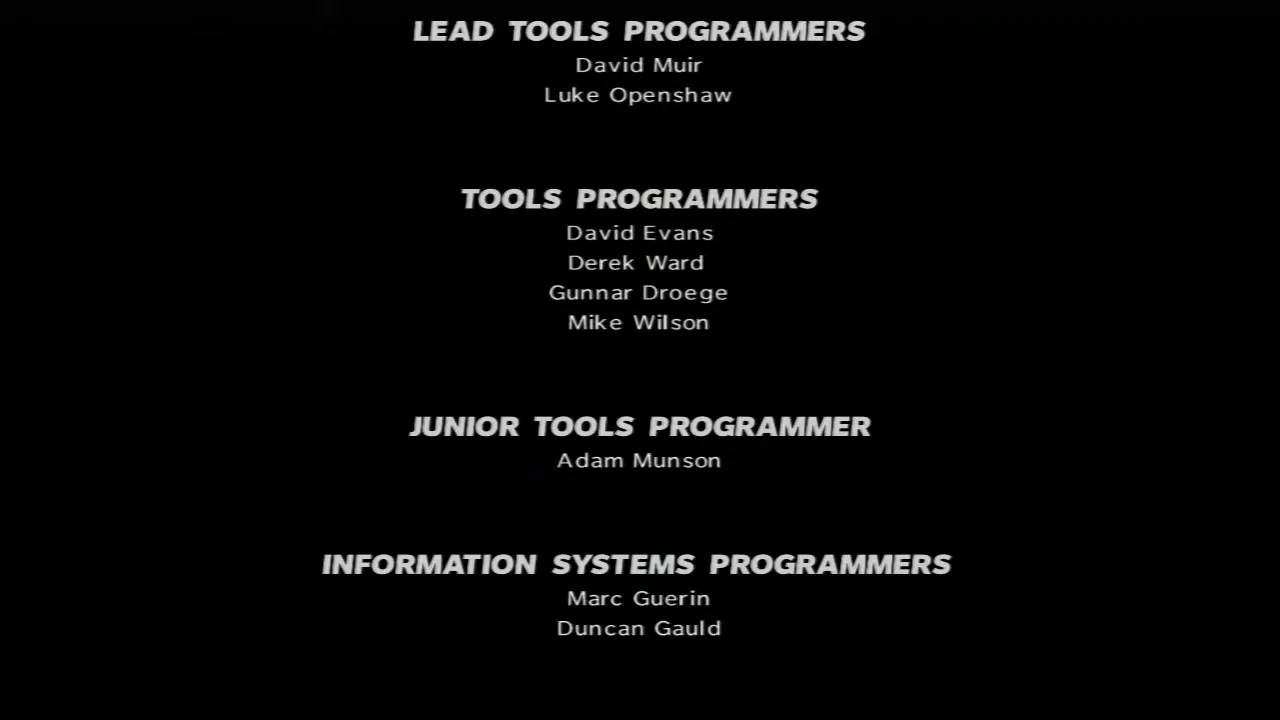 LEAD TOOLS PROGRAMMERS
David Muir
Luke Openshaw
TOOLS PROGRAMMERS
David Evans
Derek Ward
Gunnar Droege
Mike Wilson
JUNIOR TOOLS PROGRAMMER
Adam Munson
INFORMATION SYSTEMS PROGRAMMERS
Marc Guerin
Duncan Gauld